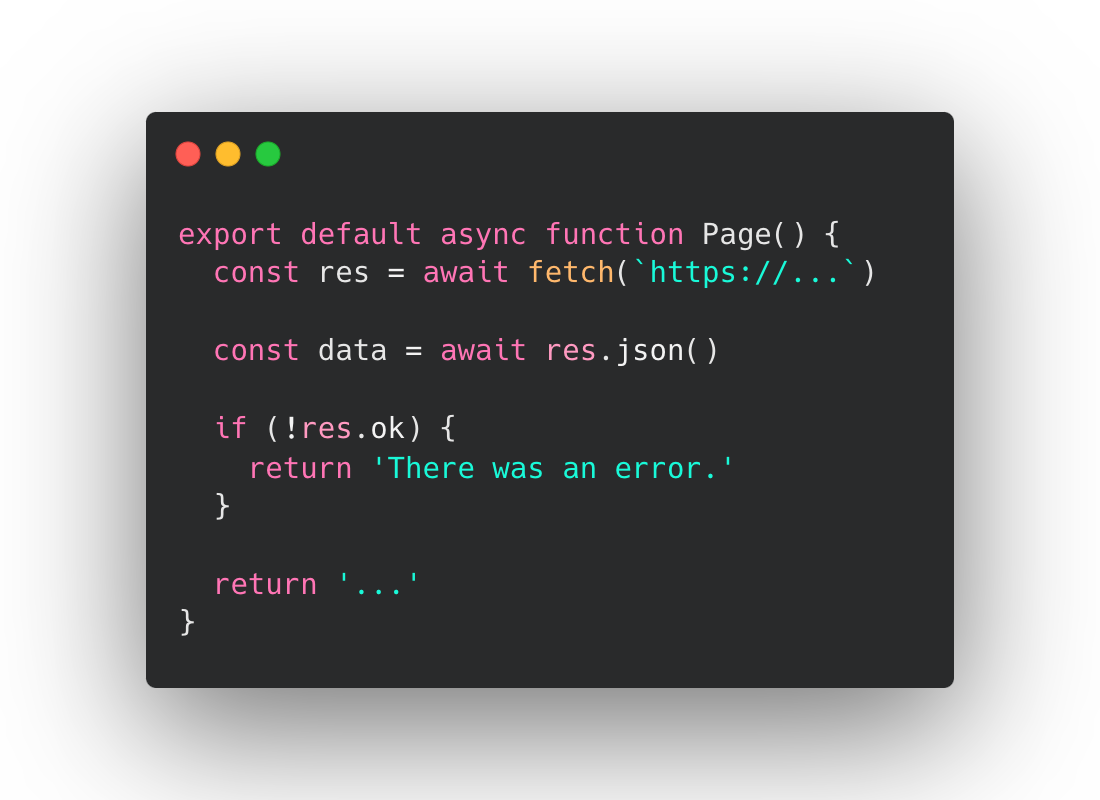 export default async function Page() {
  const res = await fetch(`https://...`)

  const data = await res.json()

  if (!res.ok) {
    return 'There was an error.'
  }

  return '...'
}